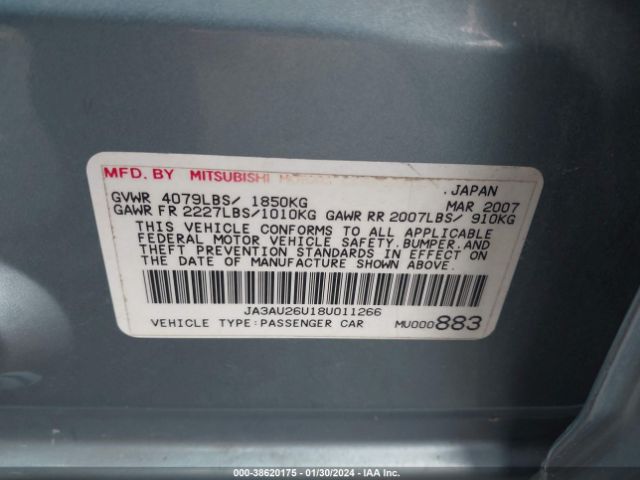 MFD. BY MITSUBISHI
. JAPAN
GVWR 4079LBS/ 1850KG MAR 2007
GAWR FR 2227LBS/1010KG GAWR RR 2007LBS/ 910KG
THIS VEHICLE CONFORMS TO ALL APPLICABLE
FEDERAL MOTOR VEHICLE SAFETY.BUMPER.AND
THEFT PREVENTION STANDARDS IN EFFECT ON
THE DATE OF MANUFACTURE SHOWN ABOVE.
JA3AU26U18U011266
VEHICLE TYPE:PASSENGER CAR MU000883
000-38620175 - 01/30/2024 - IAAI.COM